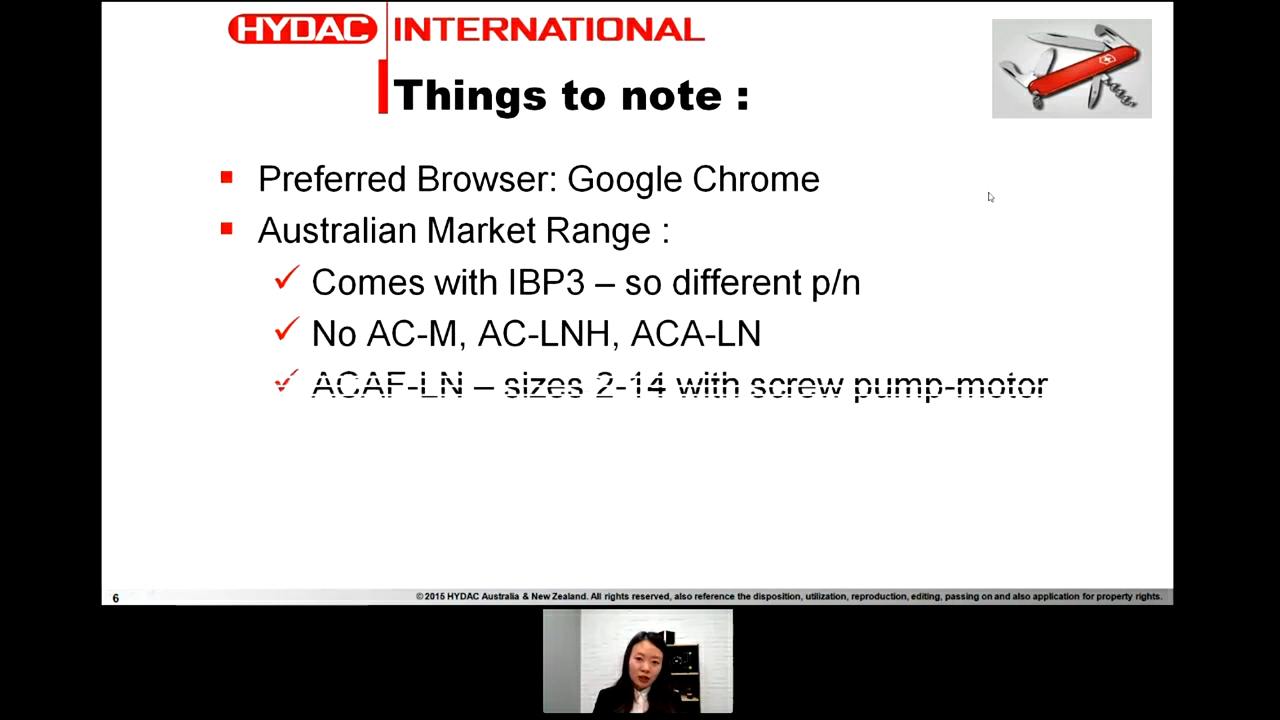 HYDAC INTERNATIONAL
Things to note :
Preferred Browser: Google Chrome
Australian Market Range :
Comes with IBP3 – so different p/n
No AC-M, AC-LNH, ACA-LN
ACAF-LN – sizes 2-14 with screw pump-motor
6
© 2015 HYDAC Australia & New Zealand. All rights reserved, also reference the disposition, utilization, reproduction, editing, passing on and also application for property rights.